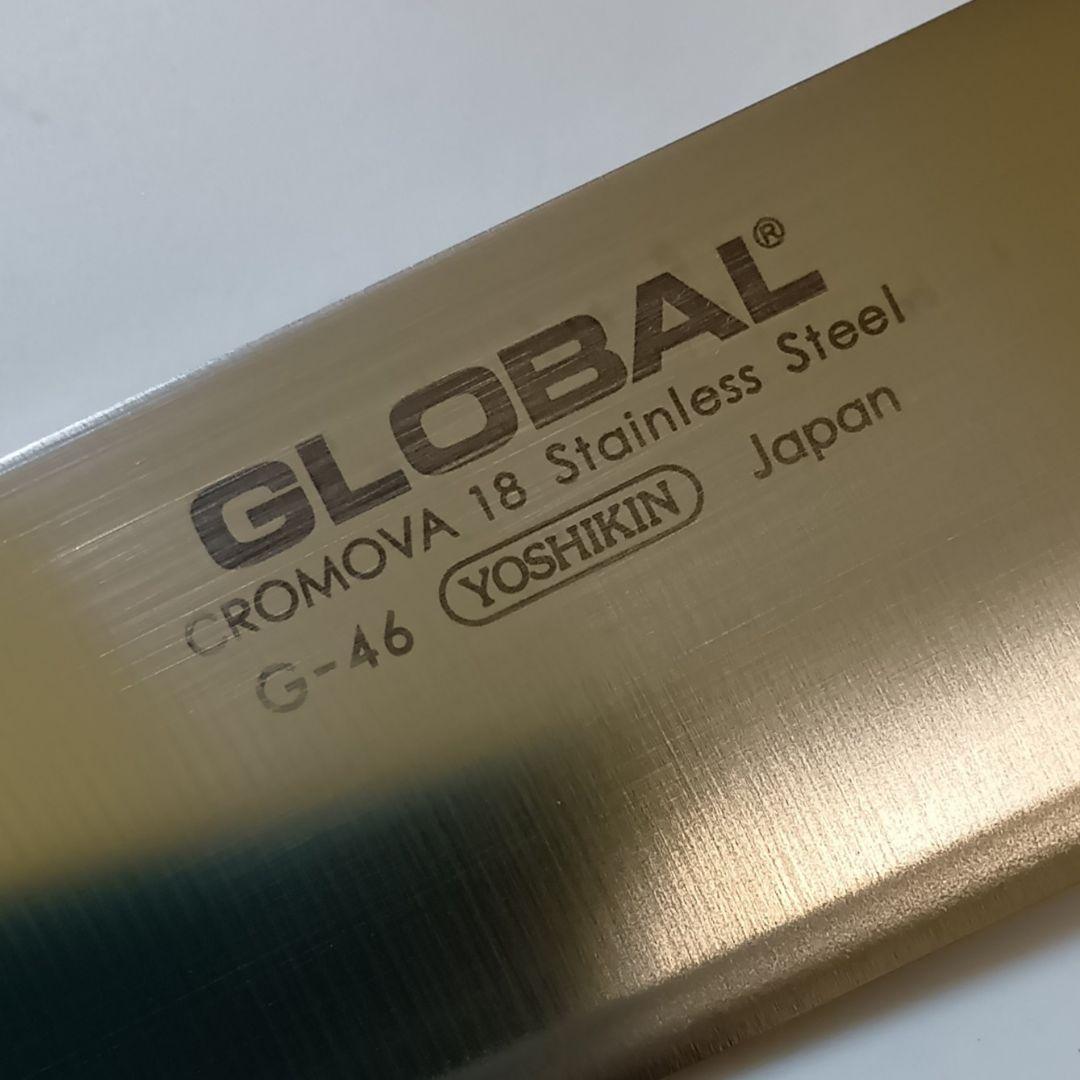 GLOBAL®
CROMOVA 18 Stainless Steel
G-46 YOSHIKIN Japan